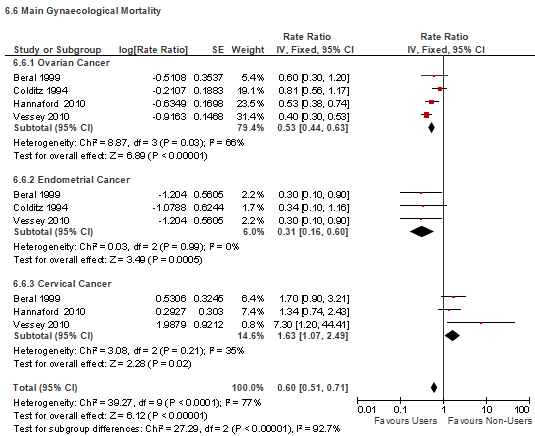 6.6 Main Gynaecological Mortality
Rate Ratio Rate Ratio
Study or Subgroup log[Rate Ratio] SE Weight IV, Fixed, 95% CI IV, Fixed, 95% CI
6.6.1 Ovarian Cancer
Beral 1999 -0.5108 0.3537 5.4% 0.60 [0.30, 1.20]
Colditz 1994 -0.2107 0.1883 19.1% 0.81 [0.56, 1.17]
Hannaford 2010 -0.6349 0.1698 23.5% 0.53 [0.38, 0.74]
Vessey 2010 -0.9163 0.1468 31.4% 0.40 [0.30, 0.53]
Subtotal (95% CI) 79.4% 0.53 [0.44, 0.63]
Heterogeneity: Chi² = 8.87, df = 3 (P = 0.03); I² = 66%
Test for overall effect: Z = 6.89 (P < 0.00001)
6.6.2 Endometrial Cancer
Beral 1999 -1.204 0.5605 2.2% 0.30 [0.10, 0.90]
Colditz 1994 -1.0788 0.6244 1.7% 0.34 [0.10, 1.16]
Vessey 2010 -1.204 0.5605 2.2% 0.30 [0.10, 0.90]
Subtotal (95% CI) 6.0% 0.31 [0.16, 0.60]
Heterogeneity: Chi² = 0.03, df = 2 (P = 0.99); I² = 0%
Test for overall effect: Z = 3.49 (P = 0.0005)
6.6.3 Cervical Cancer
Beral 1999 0.5306 0.3245 6.4% 1.70 [0.90, 3.21]
Hannaford 2010 0.2927 0.303 7.4% 1.34 [0.74, 2.43]
Vessey 2010 1.9879 0.9212 0.8% 7.30 [1.20, 44.41]
Subtotal (95% CI) 14.6% 1.63 [1.07, 2.49]
Heterogeneity: Chi² = 3.08, df = 2 (P = 0.21); I² = 35%
Test for overall effect: Z = 2.28 (P = 0.02)
Total (95% CI) 100.0% 0.60 [0.51, 0.71]
Heterogeneity: Chi² = 39.27, df = 9 (P < 0.0001); I² = 77%
Test for overall effect: Z = 6.12 (P < 0.00001)
Test for subgroup differences: Chi² = 27.29, df = 2 (P < 0.00001), I² = 92.7%
0.01 0.1 1 10 100
Favours Users Favours Non-Users